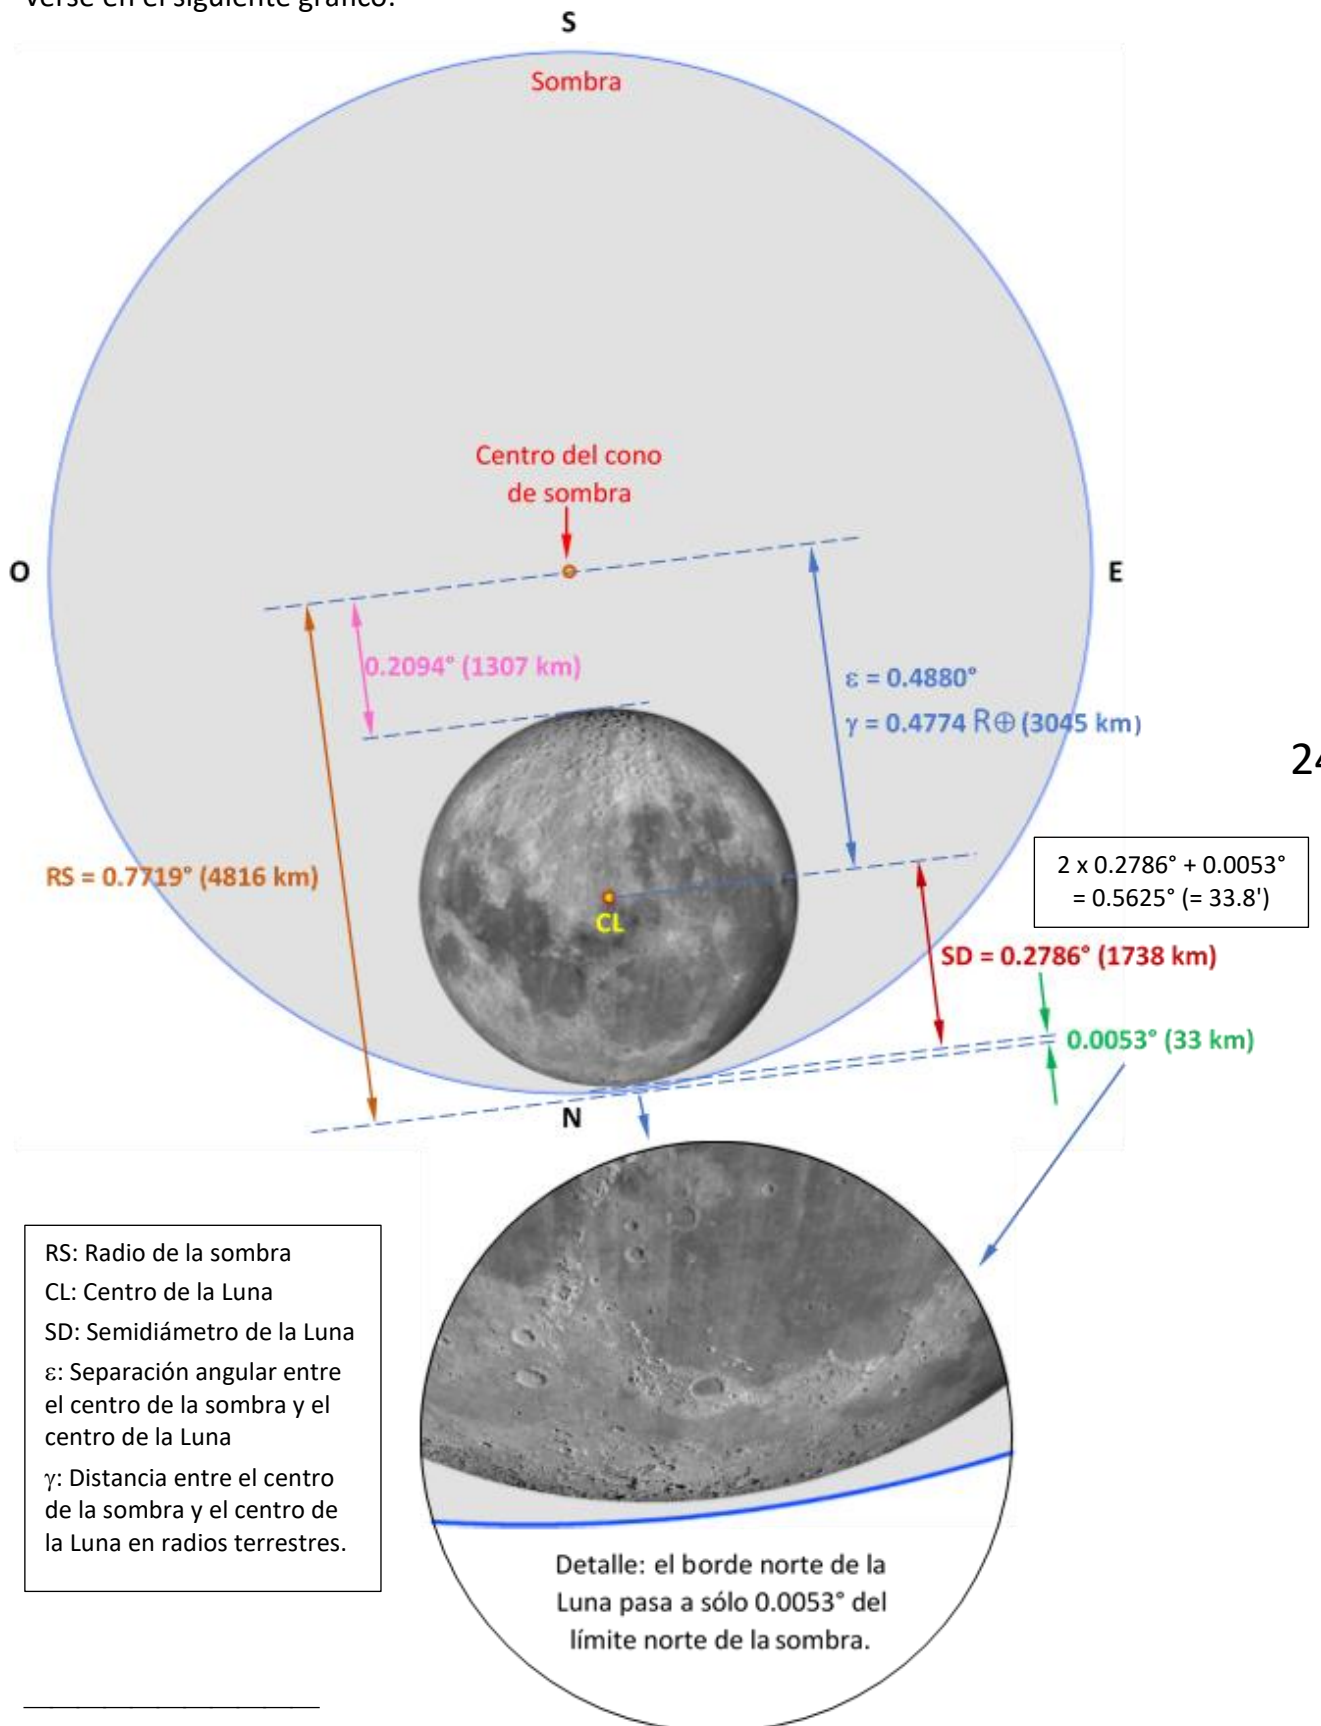 verse en el siguiente gráfico:
S
Sombra
Centro del cono
de sombra
O
E
0.2094° (1307 km)
ε = 0.4880°
γ = 0.4774 R⊕ (3045 km)
24
RS = 0.7719° (4816 km)
CL
2 x 0.2786° + 0.0053°
= 0.5625° (= 33.8')
SD = 0.2786° (1738 km)
0.0053° (33 km)
N
RS: Radio de la sombra
CL: Centro de la Luna
SD: Semidiámetro de la Luna
ε: Separación angular entre
el centro de la sombra y el
centro de la Luna
γ: Distancia entre el centro
de la sombra y el centro de
la Luna en radios terrestres.
Detalle: el borde norte de la
Luna pasa a sólo 0.0053° del
límite norte de la sombra.